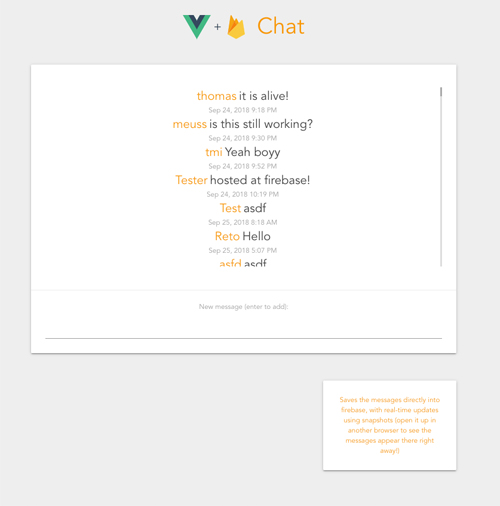 + Chat
thomas it is alive!
Sep 24, 2018 9:18 PM
meuss is this still working?
Sep 24, 2018 9:30 PM
tmi Yeah boyy
Sep 24, 2018 9:52 PM
Tester hosted at firebase!
Sep 24, 2018 10:19 PM
Test asdf
Sep 25, 2018 8:18 AM
Reto Hello
Sep 25, 2018 5:07 PM
asfd asdf
New message (enter to add):
Saves the messages directly into
firebase, with real-time updates
using snapshots (open it up in
another browser to see the
messages appear there right
away!)